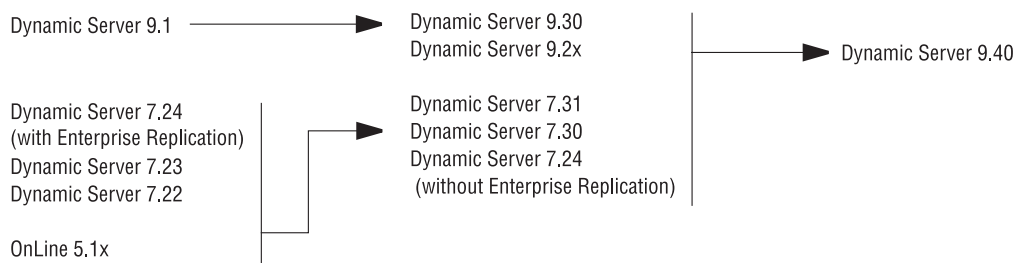 Dynamic Server 9.1
Dynamic Server 7.24
(with Enterprise Replication)
Dynamic Server 7.23
Dynamic Server 7.22
OnLine 5.1x
Dynamic Server 9.30
Dynamic Server 9.2x
Dynamic Server 7.31
Dynamic Server 7.30
Dynamic Server 7.24
(without Enterprise Replication)
Dynamic Server 9.40